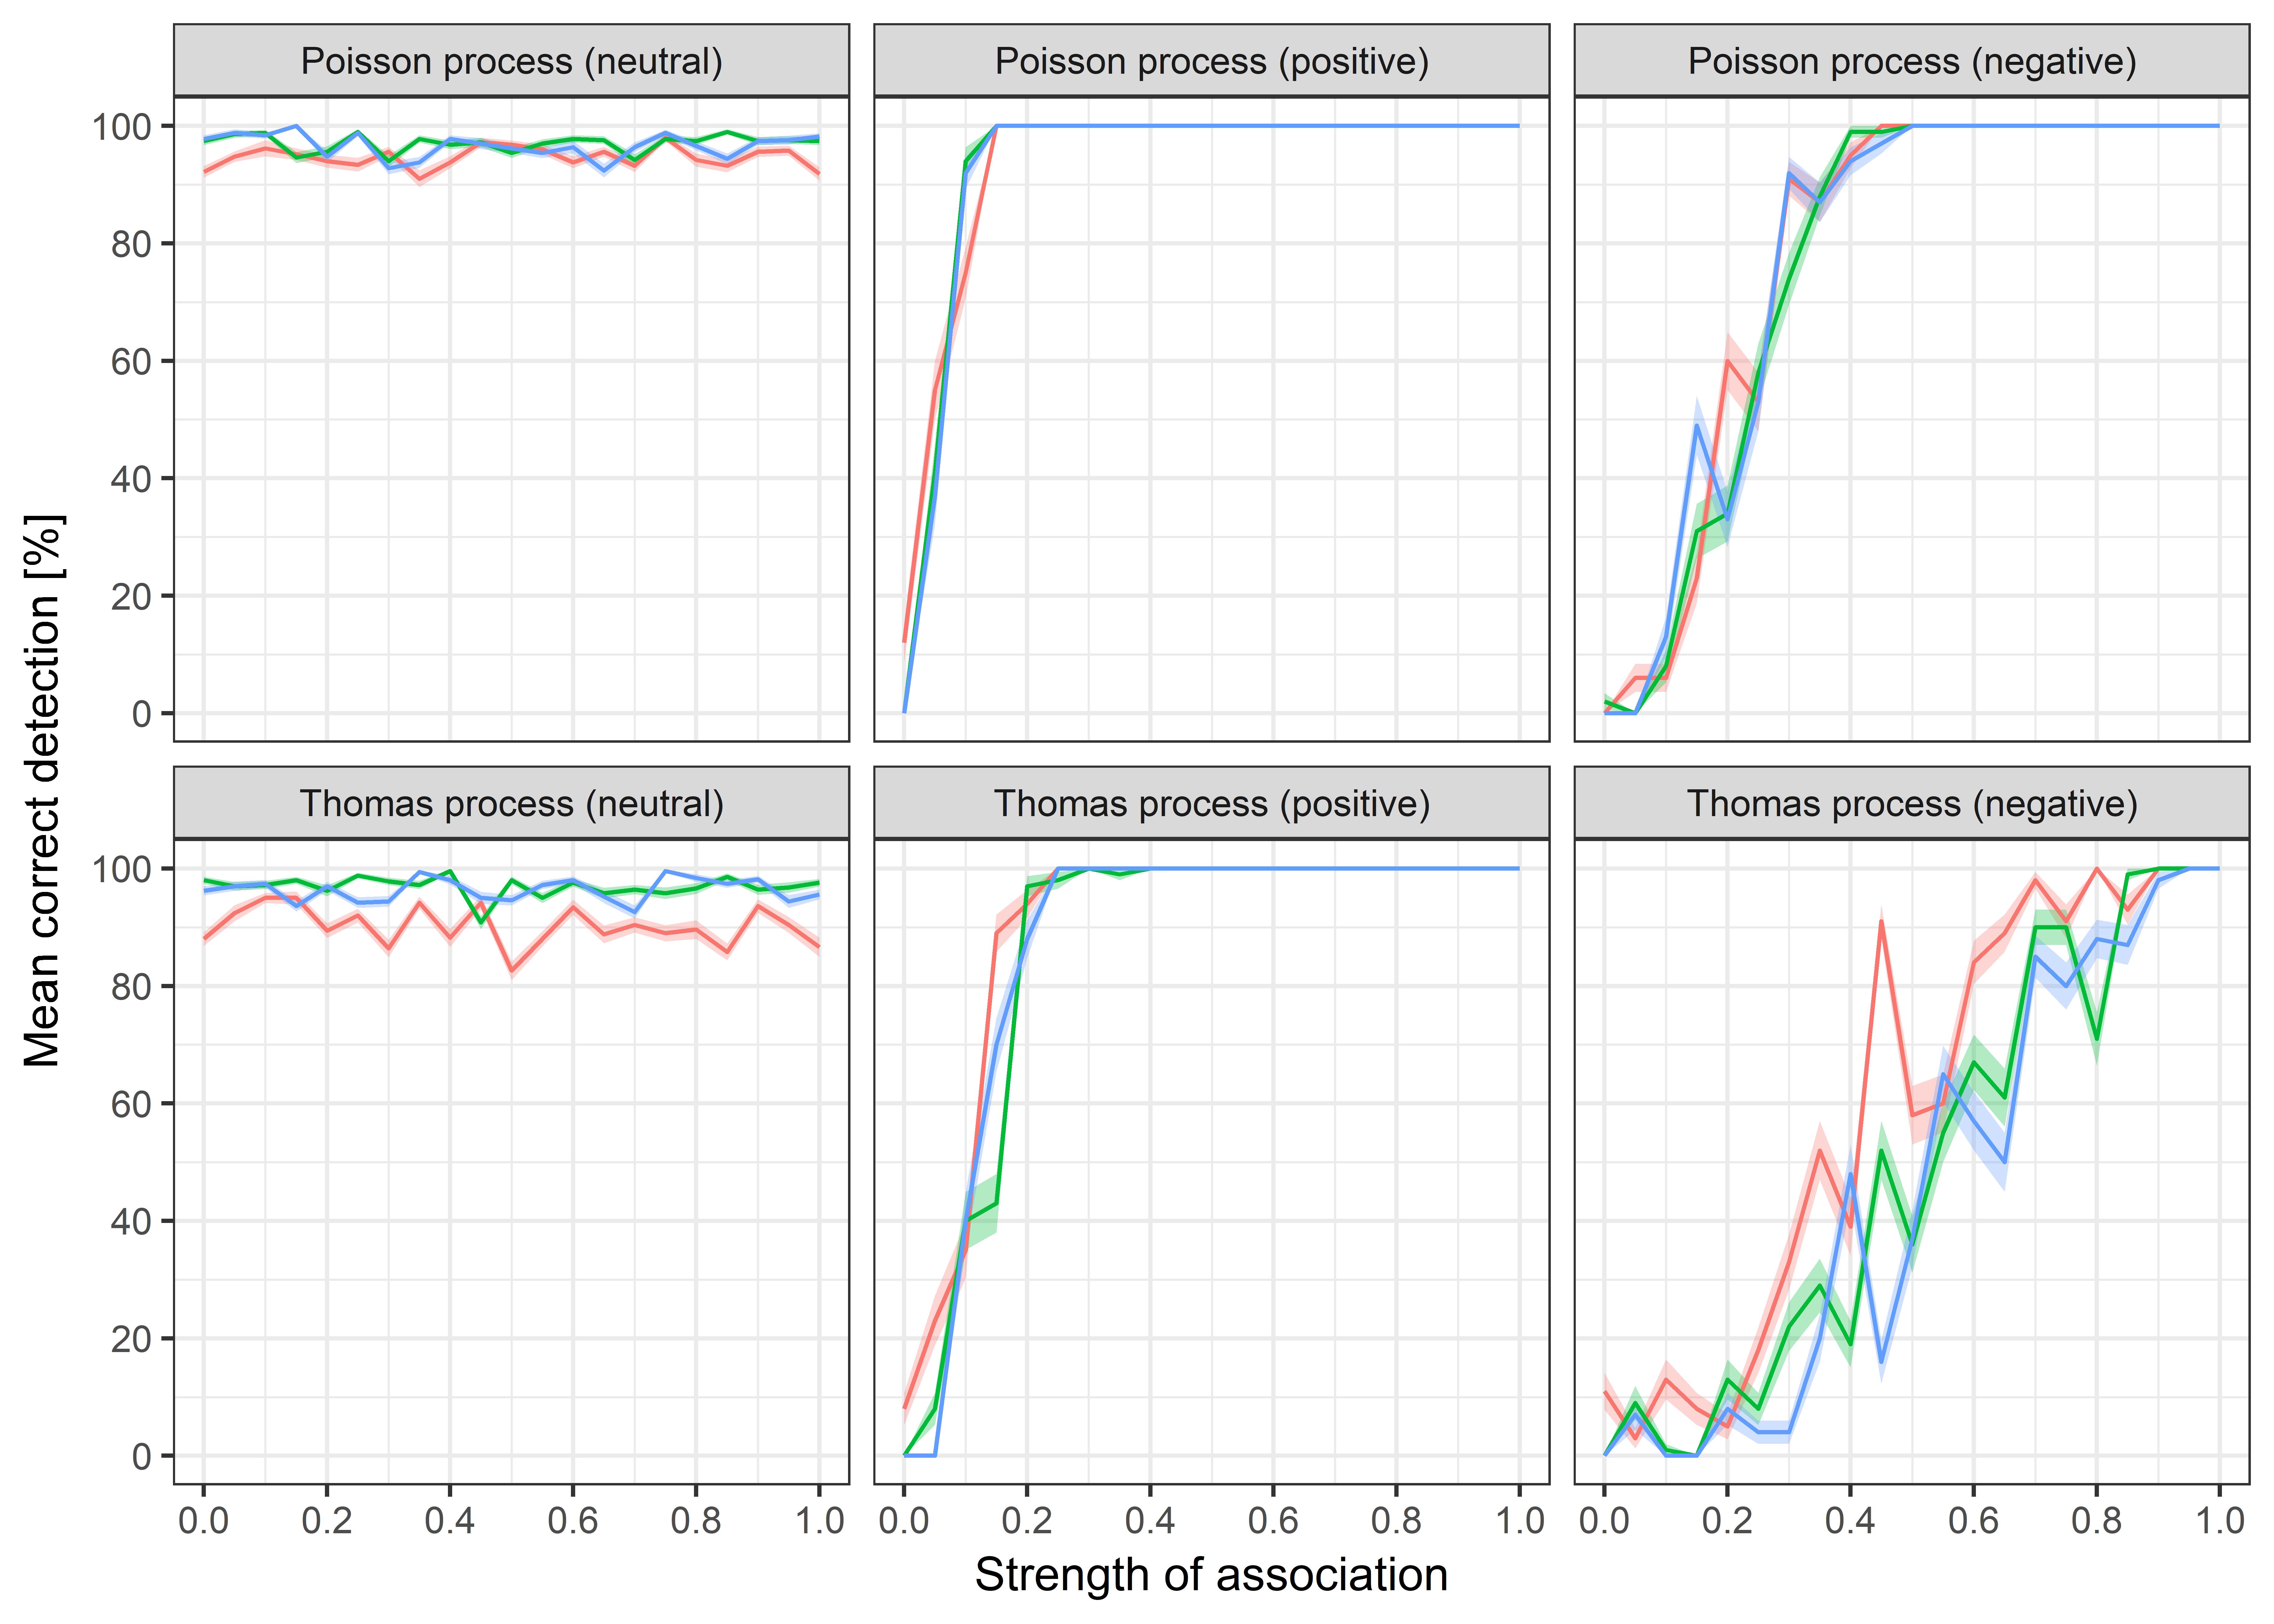 Poisson process (neutral)
Poisson process (positive)
Poisson process (negative)
100
80
60
40
20
0
Thomas process (neutral)
Thomas process (positive)
Thomas process (negative)
100
80
60
40
20
0
0.0 0.2 0.4 0.6 0.8 1.0
0.0 0.2 0.4 0.6 0.8 1.0
0.0 0.2 0.4 0.6 0.8 1.0
Strength of association
Mean correct detection [%]